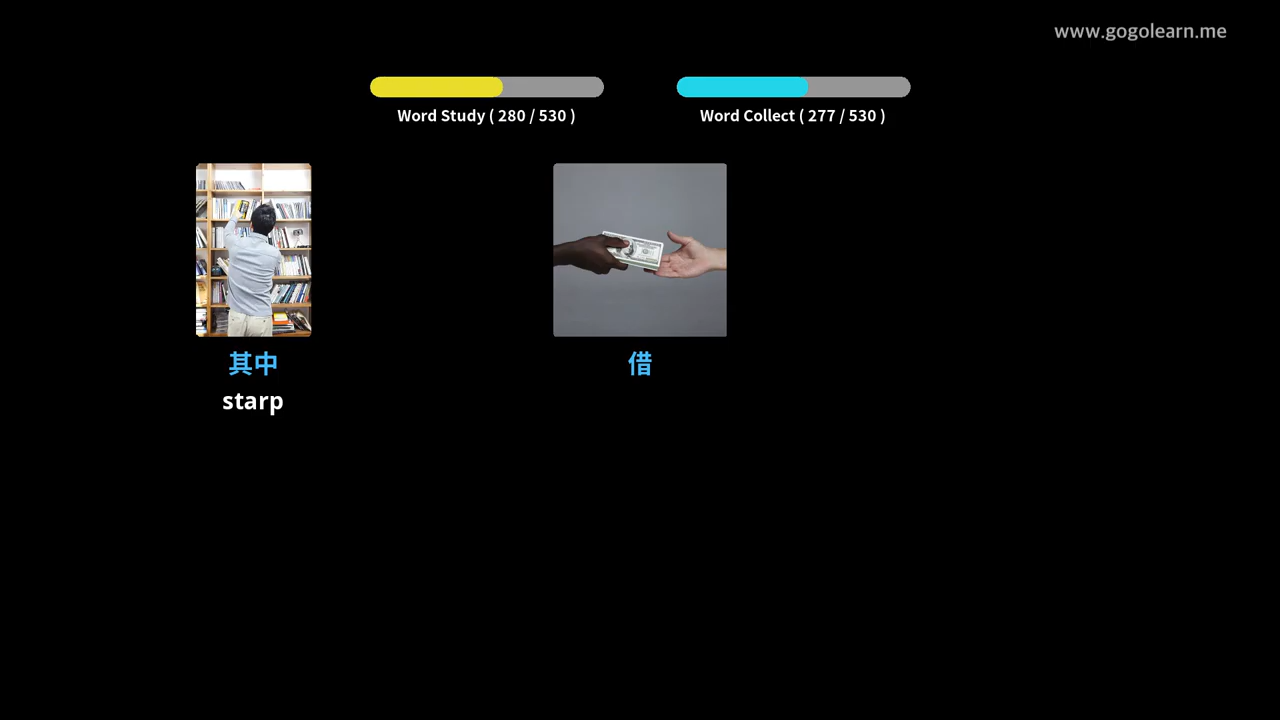 www.gogolearn.me
Word Study ( 280 / 530 )
Word Collect ( 277 / 530 )
其中
借
starp